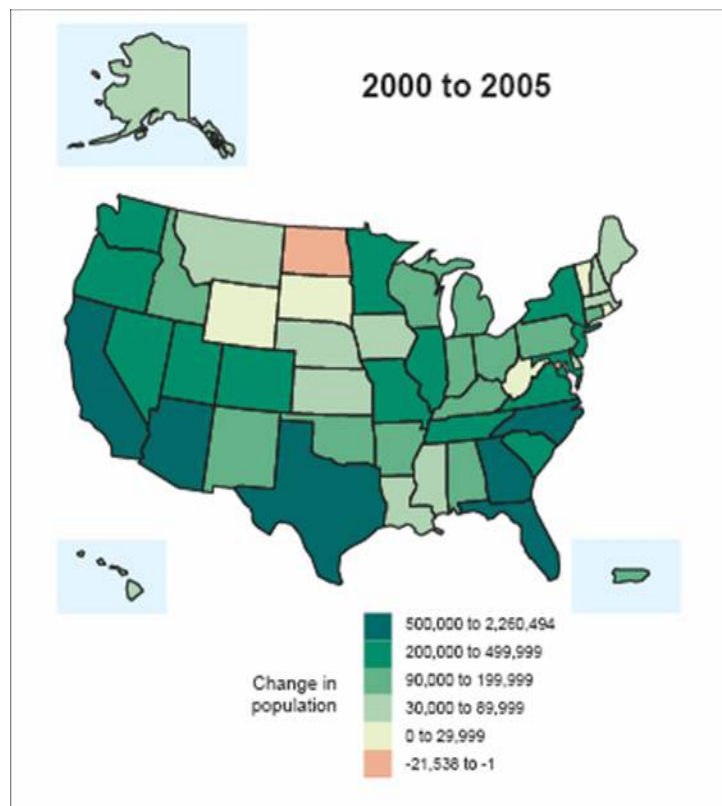 2000 to 2005
Change in
population
500,000 to 2,260,494
200,000 to 499,999
90,000 to 199,999
30,000 to 89,999
0 to 29,999
-21,538 to -1